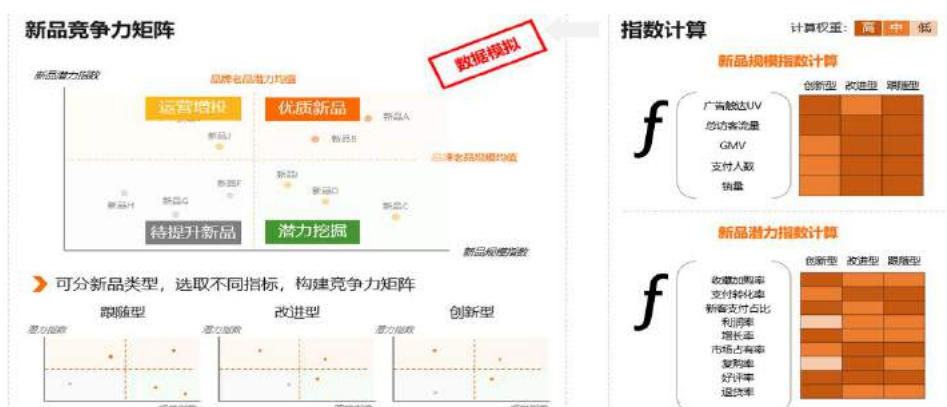 新品竞争力矩阵
数据模拟
新品潜力指数
品牌老品潜力均值
运营增投
优质新品
新品A
新品J
新品B
品牌老品规模均值
新品I
新品F
新品D
新品H
新品G
新品C
待提升新品
潜力挖掘
新品规模指数
可分新品类型，选取不同指标，构建竞争力矩阵
跟随型
改进型
创新型
潜力指数
潜力指数
潜力指数
指数计算
计算权重：高 中 低
新品规模指数计算
创新型 改进型 跟随型
f
广告触达UV
总访客流量
GMV
支付人数
销量
新品潜力指数计算
创新型 改进型 跟随型
f
收藏加购率
支付转化率
新客支付占比
利润率
增长率
市场占有率
复购率
好评率
退货率